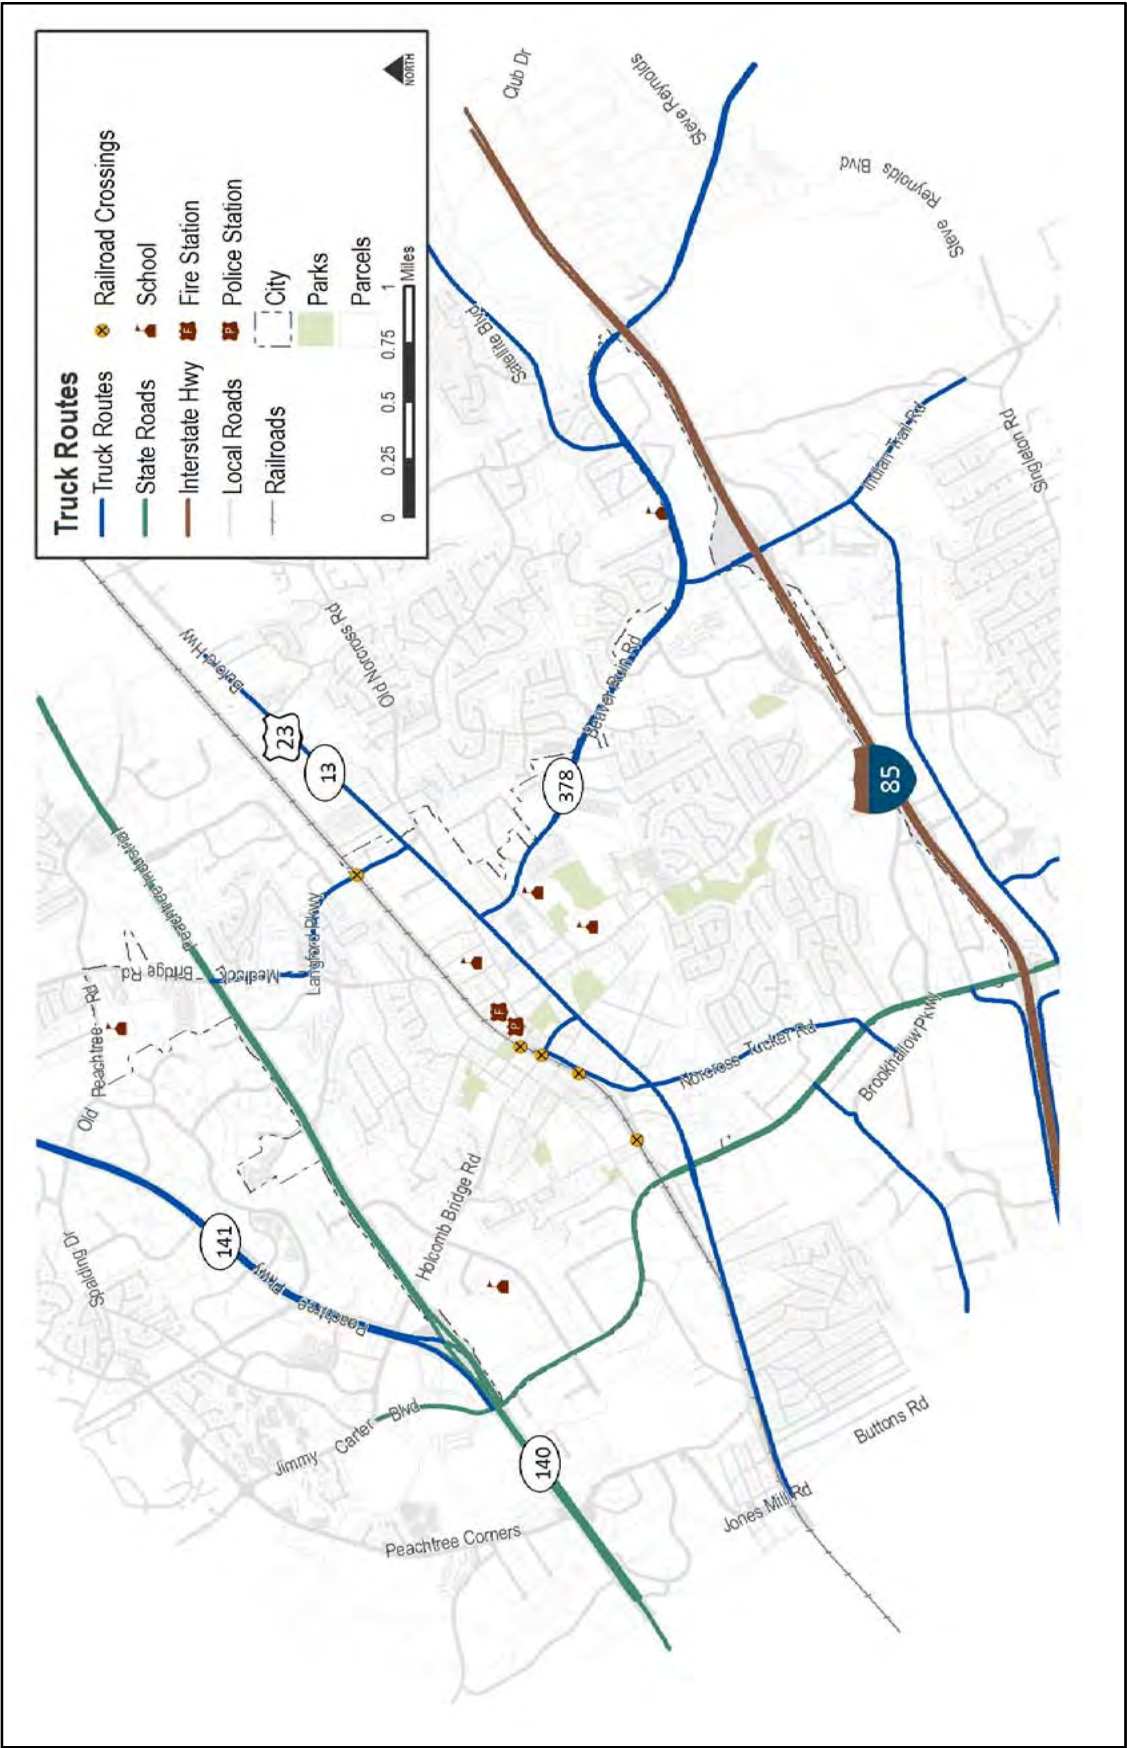 Truck Routes
Truck Routes
State Roads
Interstate Hwy
Local Roads
Railroads
Railroad Crossings
School
Fire Station
Police Station
City
Parks
Parcels
0 0.25 0.5 0.75 1 Miles
NORTH
F
P
F
P
Club Dr
Steve Reynolds
Steve Reynolds Blvd
Satellite Blvd
Indian Trail Rd
Singleton Rd
Old Norcross Rd
Buford Hwy
23
13
Beaver Ruin Rd
378
85
Peachtree Industrial
Medlock Bridge Rd
Langford Pkwy
Old Peachtree Rd
Norcross Tucker Rd
Brookhallow Pkwy
Holcomb Bridge Rd
Spalding Dr
141
Peachtree Pkwy
Jimmy Carter Blvd
140
Peachtree Corners
Jones Mill Rd
Buttons Rd